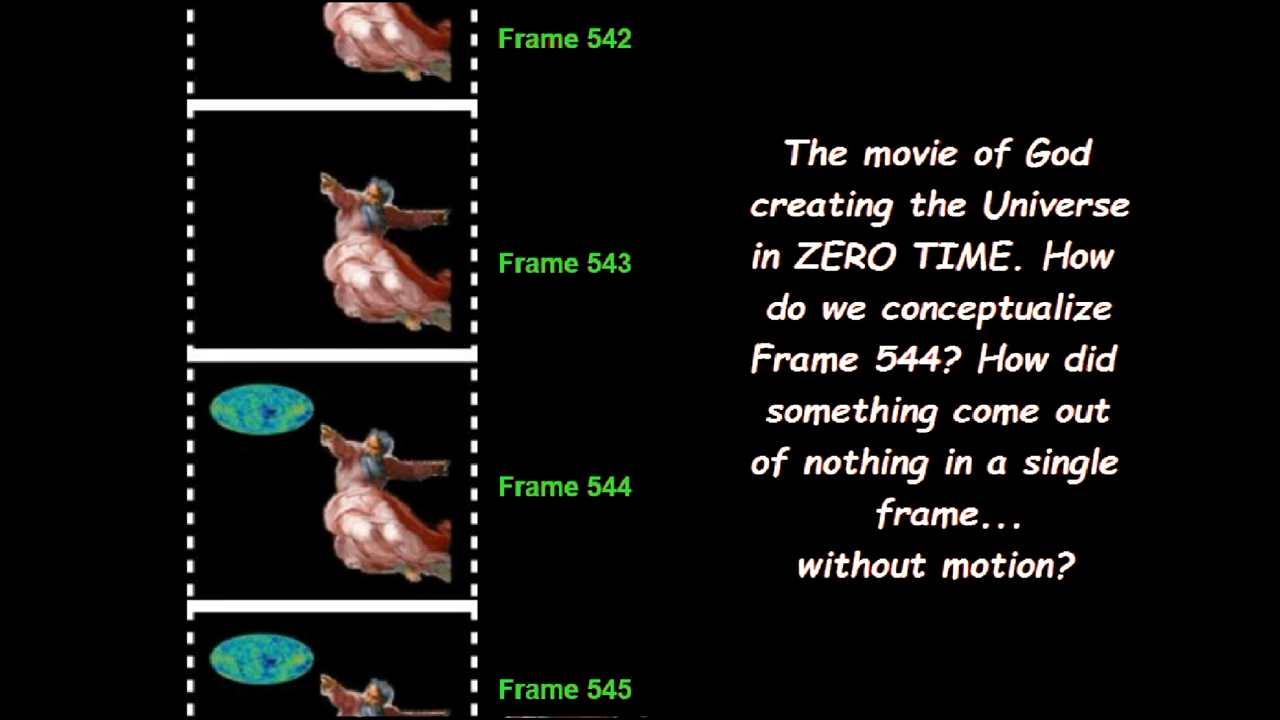 Frame 542
Frame 543
Frame 544
Frame 545
The movie of God
creating the Universe
in ZERO TIME. How
do we conceptualize
Frame 544? How did
something come out
of nothing in a single
frame...
without motion?